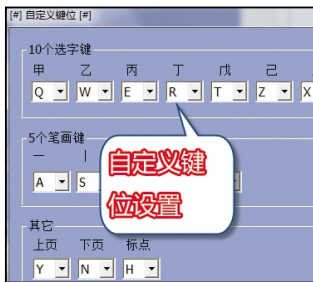 [#] 自定义键位 [#]
10个选字键
甲 乙 丙 丁 戊 己
Q W E R T Z X
5个笔画键
一 丨
A S
自定义键
位设置
其它
上页 下页 标点
Y N H